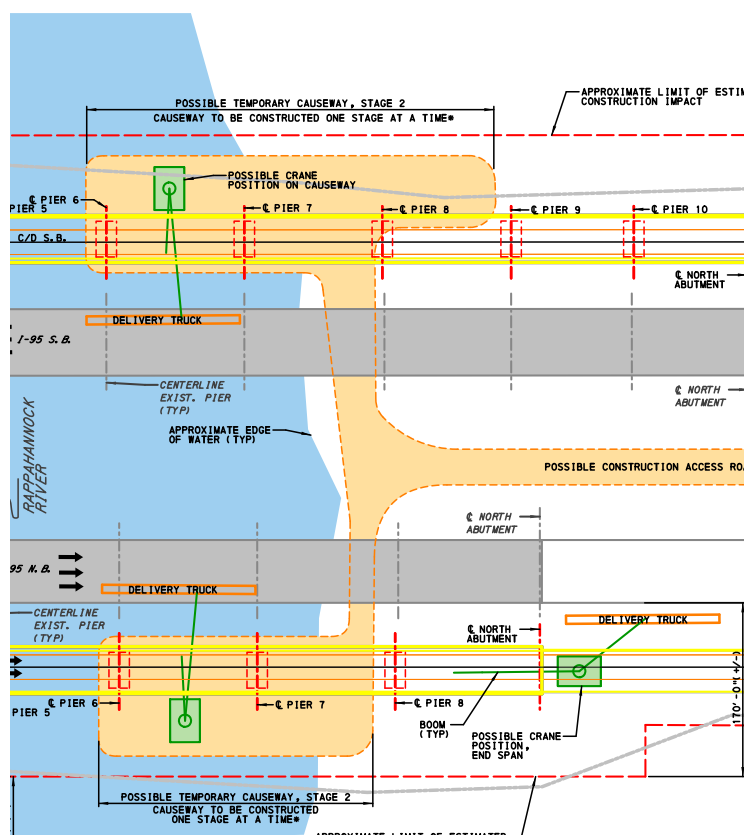 POSSIBLE TEMPORARY CAUSEWAY, STAGE 2
CAUSEWAY TO BE CONSTRUCTED ONE STAGE AT A TIME*
APPROXIMATE LIMIT OF ESTIM
CONSTRUCTION IMPACT
POSSIBLE CRANE
POSITION ON CAUSEWAY
℄ PIER 6
PIER 5
℄ PIER 7
℄ PIER 8
℄ PIER 9
℄ PIER 10
C/D S.B.
℄ NORTH
ABUTMENT
DELIVERY TRUCK
I-95 S.B.
CENTERLINE
EXIST. PIER
(TYP)
℄ NORTH
ABUTMENT
RAPPAHANNOCK
RIVER
APPROXIMATE EDGE
OF WATER (TYP)
POSSIBLE CONSTRUCTION ACCESS RO
℄ NORTH
ABUTMENT
95 N.B.
DELIVERY TRUCK
CENTERLINE
EXIST. PIER
(TYP)
℄ NORTH
ABUTMENT
DELIVERY TRUCK
170'-0"(+/-)
PIER 5
℄ PIER 6
℄ PIER 7
℄ PIER 8
BOOM
(TYP)
POSSIBLE CRANE
POSITION,
END SPAN
POSSIBLE TEMPORARY CAUSEWAY, STAGE 2
CAUSEWAY TO BE CONSTRUCTED
ONE STAGE AT A TIME*
APPROXIMATE LIMIT OF ESTIMATED